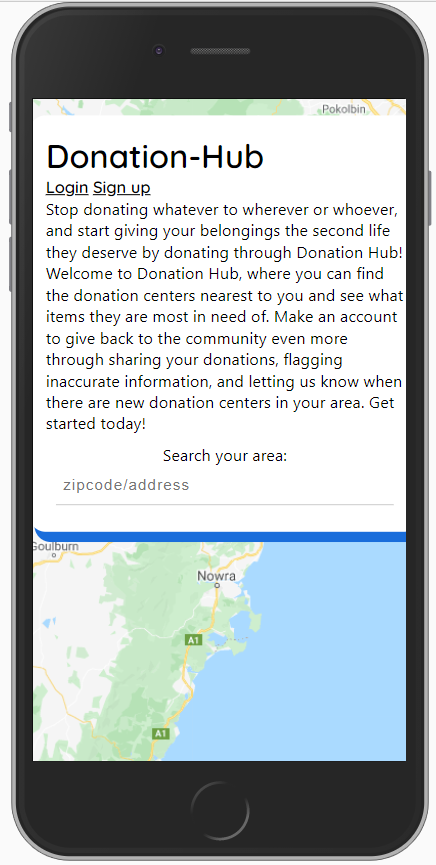 Pokolbin
Donation-Hub
Login Sign up
Stop donating whatever to wherever or whoever,
and start giving your belongings the second life
they deserve by donating through Donation Hub!
Welcome to Donation Hub, where you can find
the donation centers nearest to you and see what
items they are most in need of. Make an account
to give back to the community even more
through sharing your donations, flagging
inaccurate information, and letting us know when
there are new donation centers in your area. Get
started today!
Search your area:
zipcode/address
Goulburn
Nowra
A1
A1